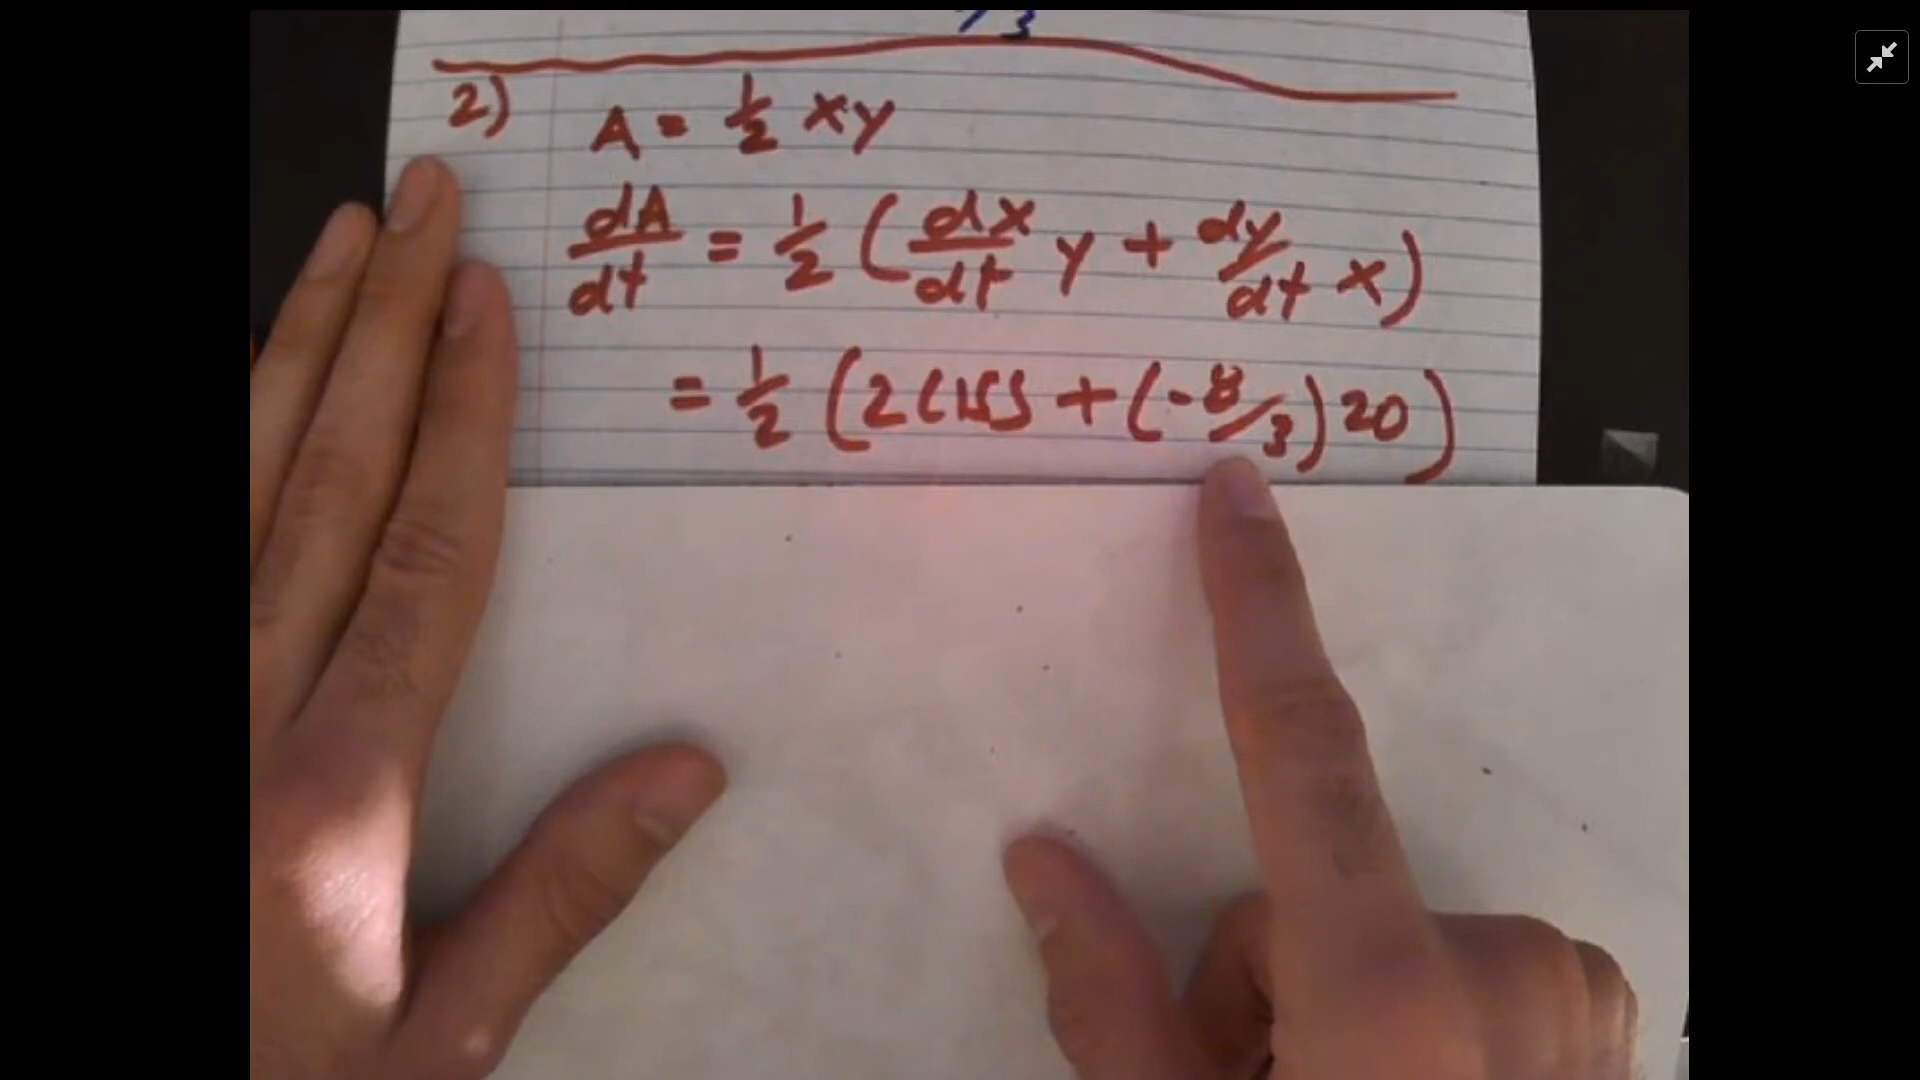 /3
2) A = 1/2 xy
dA/dt = 1/2 (dx/dt y + dy/dt x)
= 1/2 (2(15) + (-8/3)20)